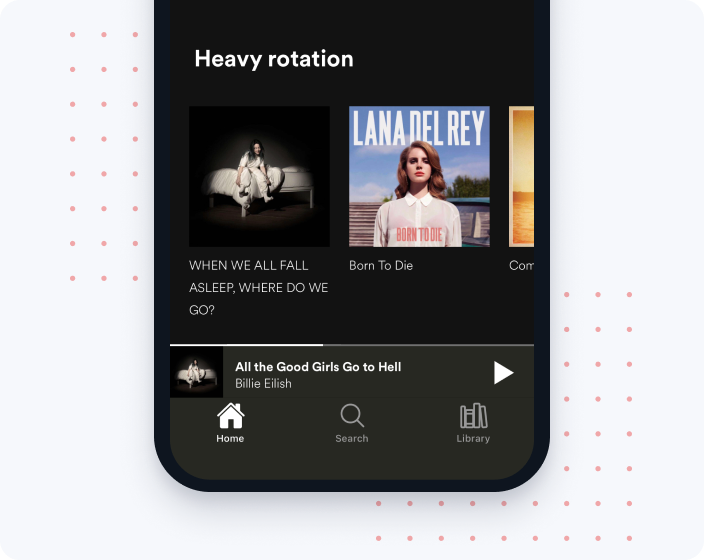 Heavy rotation
LANA DEL REY
BORN TO DIE
WHEN WE ALL FALL
ASLEEP, WHERE DO WE
GO?
Born To Die
Com
All the Good Girls Go to Hell
Billie Eilish
Home
Search
Library